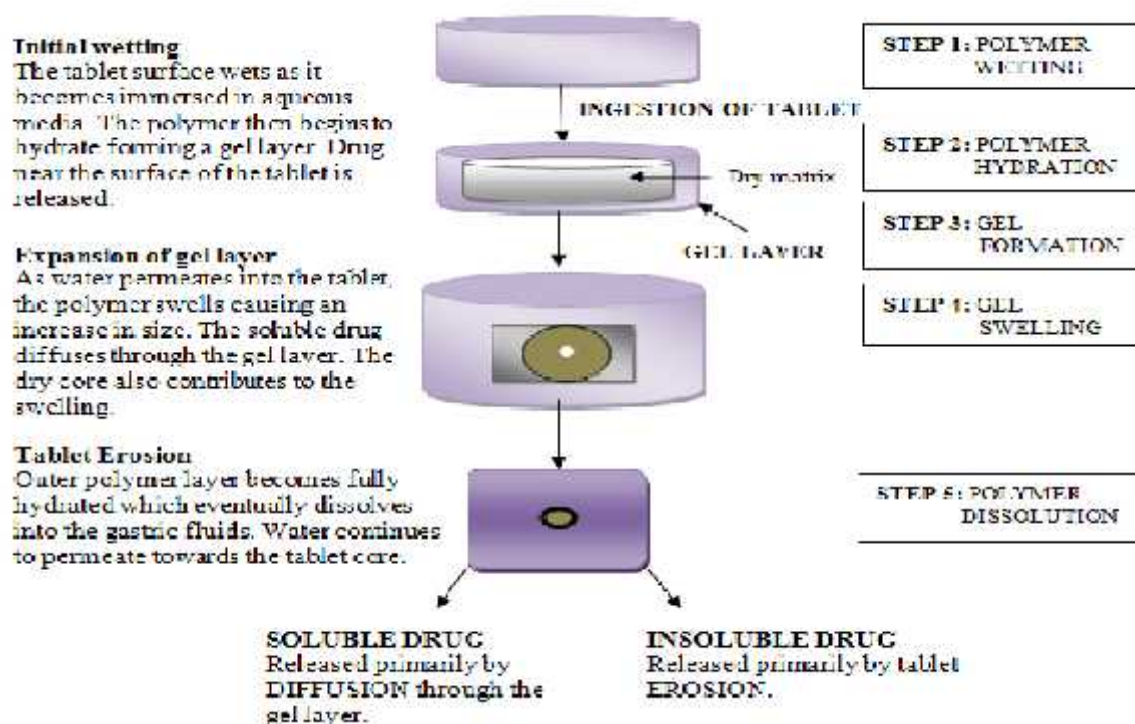 Initial wetting
The tablet surface wets as it
becomes immersed in aqueous
media. The polymer then begins to
hydrate forming a gel layer. Drug
near the surface of the tablet is
released.
INGESTION OF TABLET
Dry matrix
GEL LAYER
Expansion of gel layer
As water permeates into the tablet,
the polymer swells causing an
increase in size. The soluble drug
diffuses through the gel layer. The
dry core also contributes to the
swelling.
Tablet Erosion
Outer polymer layer becomes fully
hydrated which eventually dissolves
into the gastric fluids. Water continues
to permeate towards the tablet core.
STEP 1: POLYMER
WETTING
STEP 2: POLYMER
HYDRATION
STEP 3: GEL
FORMATION
STEP 4: GEL
SWELLING
STEP 5: POLYMER
DISSOLUTION
SOLUBLE DRUG
Released primarily by
DIFFUSION through the
gel layer.
INSOLUBLE DRUG
Released primarily by tablet
EROSION.